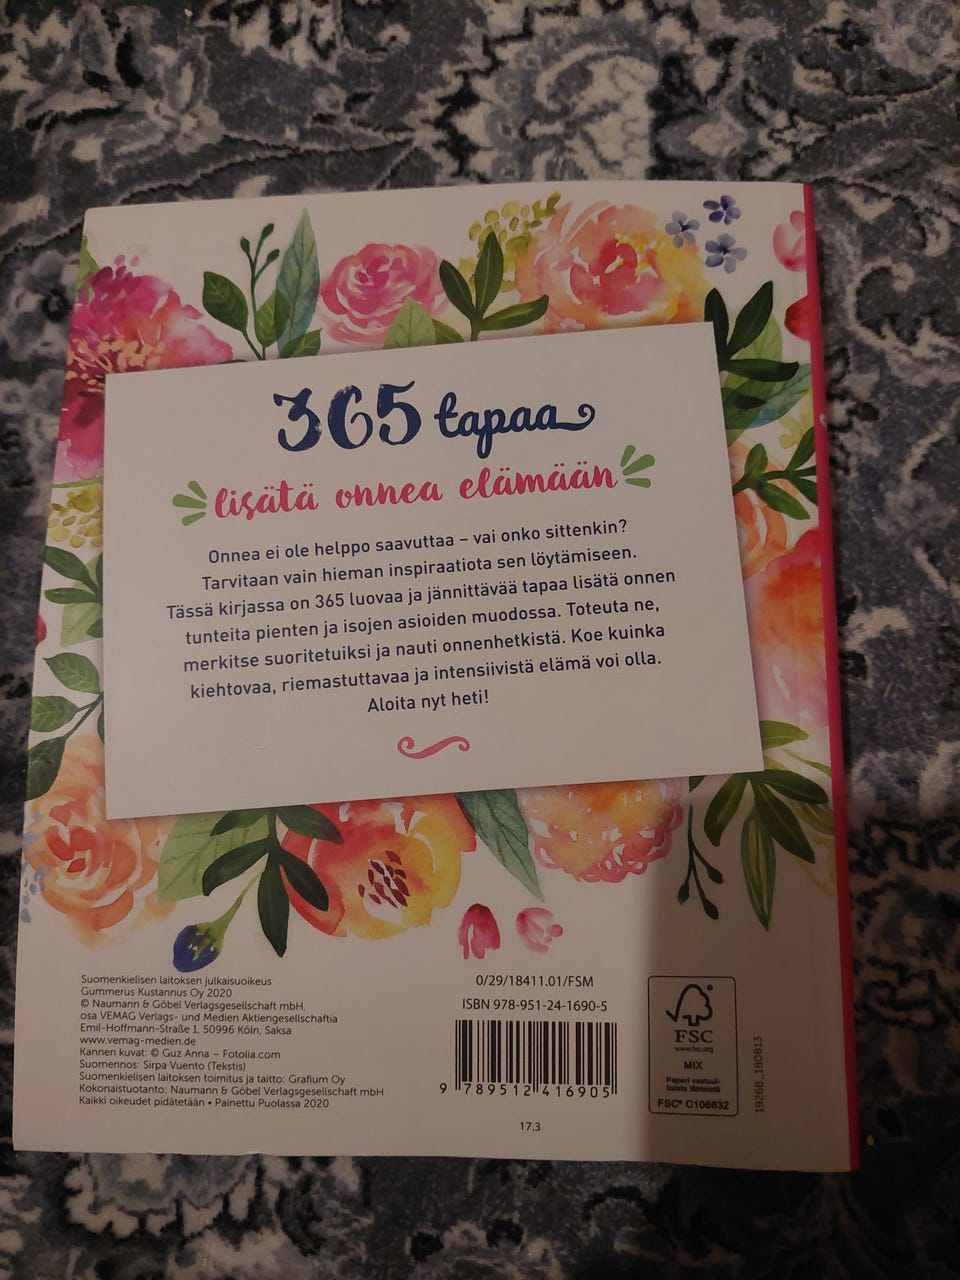 365 tapaa
lisätä onnea elämään
Onnea ei ole helppo saavuttaa – vai onko sittenkin?
Tarvitaan vain hieman inspiraatiota sen löytämiseen.
Tässä kirjassa on 365 luovaa ja jännittävää tapaa lisätä onnen
tunteita pienten ja isojen asioiden muodossa. Toteuta ne,
merkitse suoritetuiksi ja nauti onnenhetkistä. Koe kuinka
kiehtovaa, riemastuttavaa ja intensiivistä elämä voi olla.
Aloita nyt heti!
Suomenkielisen laitoksen julkaisuoikeus
Gummerus Kustannus Oy 2020
© Naumann & Göbel Verlagsgesellschaft mbH,
osa VEMAG Verlags- und Medien Aktiengesellschaftia
Emil-Hoffmann-Straße 1, 50996 Köln, Saksa
www.vemag-medien.de
Kannen kuvat: © Guz Anna – Fotolia.com
Suomennos: Sirpa Vuento (Tekstis)
Suomenkielisen laitoksen toimitus ja taitto: Grafium Oy
Kokonaistuotanto: Naumann & Göbel Verlagsgesellschaft mbH
Kaikki oikeudet pidätetään • Painettu Puolassa 2020
0/29/18411.01/FSM
ISBN 978-951-24-1690-5
9 789512 416905
17.3
FSC
www.fsc.org
MIX
Paperi vastuul-
lisista lähteistä
FSC® C106632
19268_180813